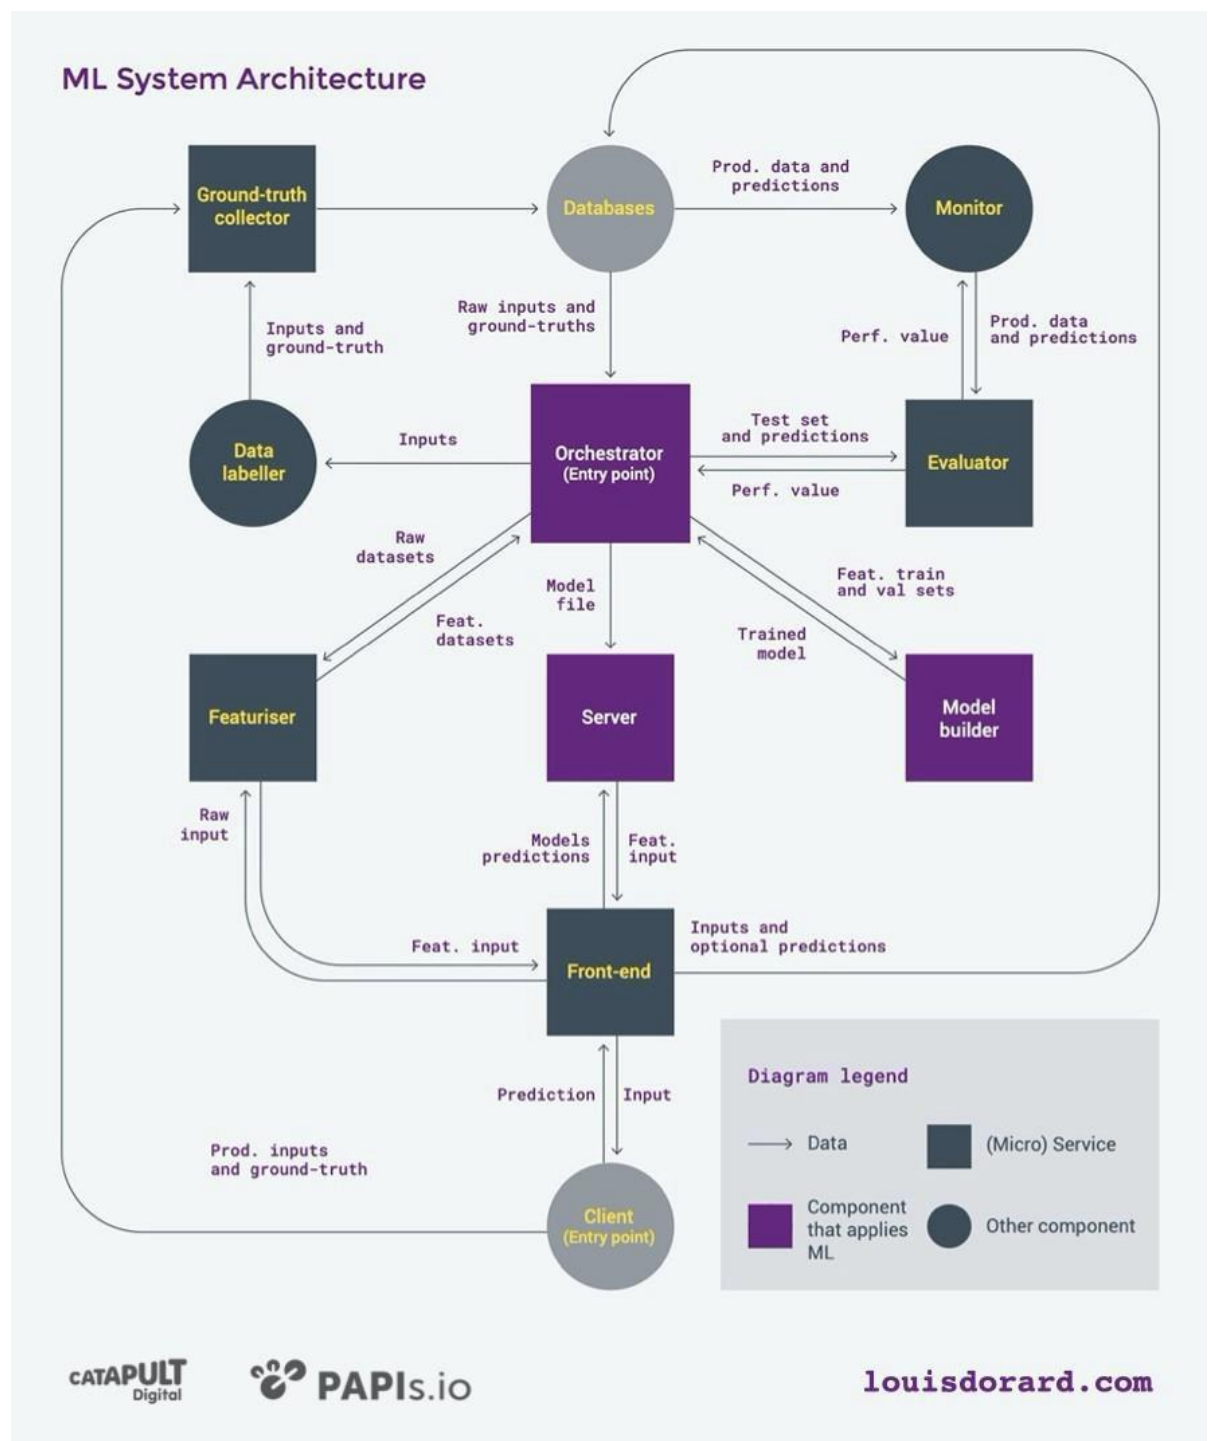 ML System Architecture
Ground-truth
collector
Databases
Prod. data and
predictions
Monitor
Raw inputs and
ground-truths
Inputs and
ground-truth
Perf. value
Prod. data
and predictions
Data
labeller
Inputs
Orchestrator
(Entry point)
Test set
and predictions
Perf. value
Evaluator
Raw
datasets
Feat.
datasets
Model
file
Feat. train
and val sets
Trained
model
Featuriser
Server
Model
builder
Raw
input
Models
predictions
Feat.
input
Feat. input
Front-end
Inputs and
optional predictions
Prediction
Input
Prod. inputs
and ground-truth
Client
(Entry point)
Diagram legend
Data
(Micro) Service
Component
that applies
ML
Other component
CATAPULT
Digital
PAPIs.io
louisdorard.com